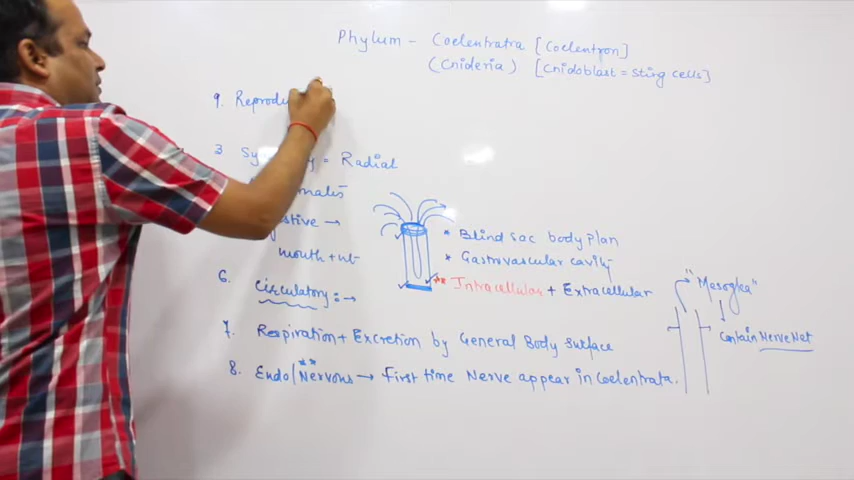 Phylum - Coelentrata [Coelentron]
(Cnideria) [Cnidoblast = Sting cells]
9. Reprodu
3 Sy = Radial
* Blind sac body plan
mouth +
* Gastrovascular cavity
** Intracellular + Extracellular
6. Circulatory :→
"Mesoglea"
Contain Nerve Net
7. Respiration + Excretion by General Body Surface
8. Endo/Nervous** → First time Nerve appear in Coelentrata.